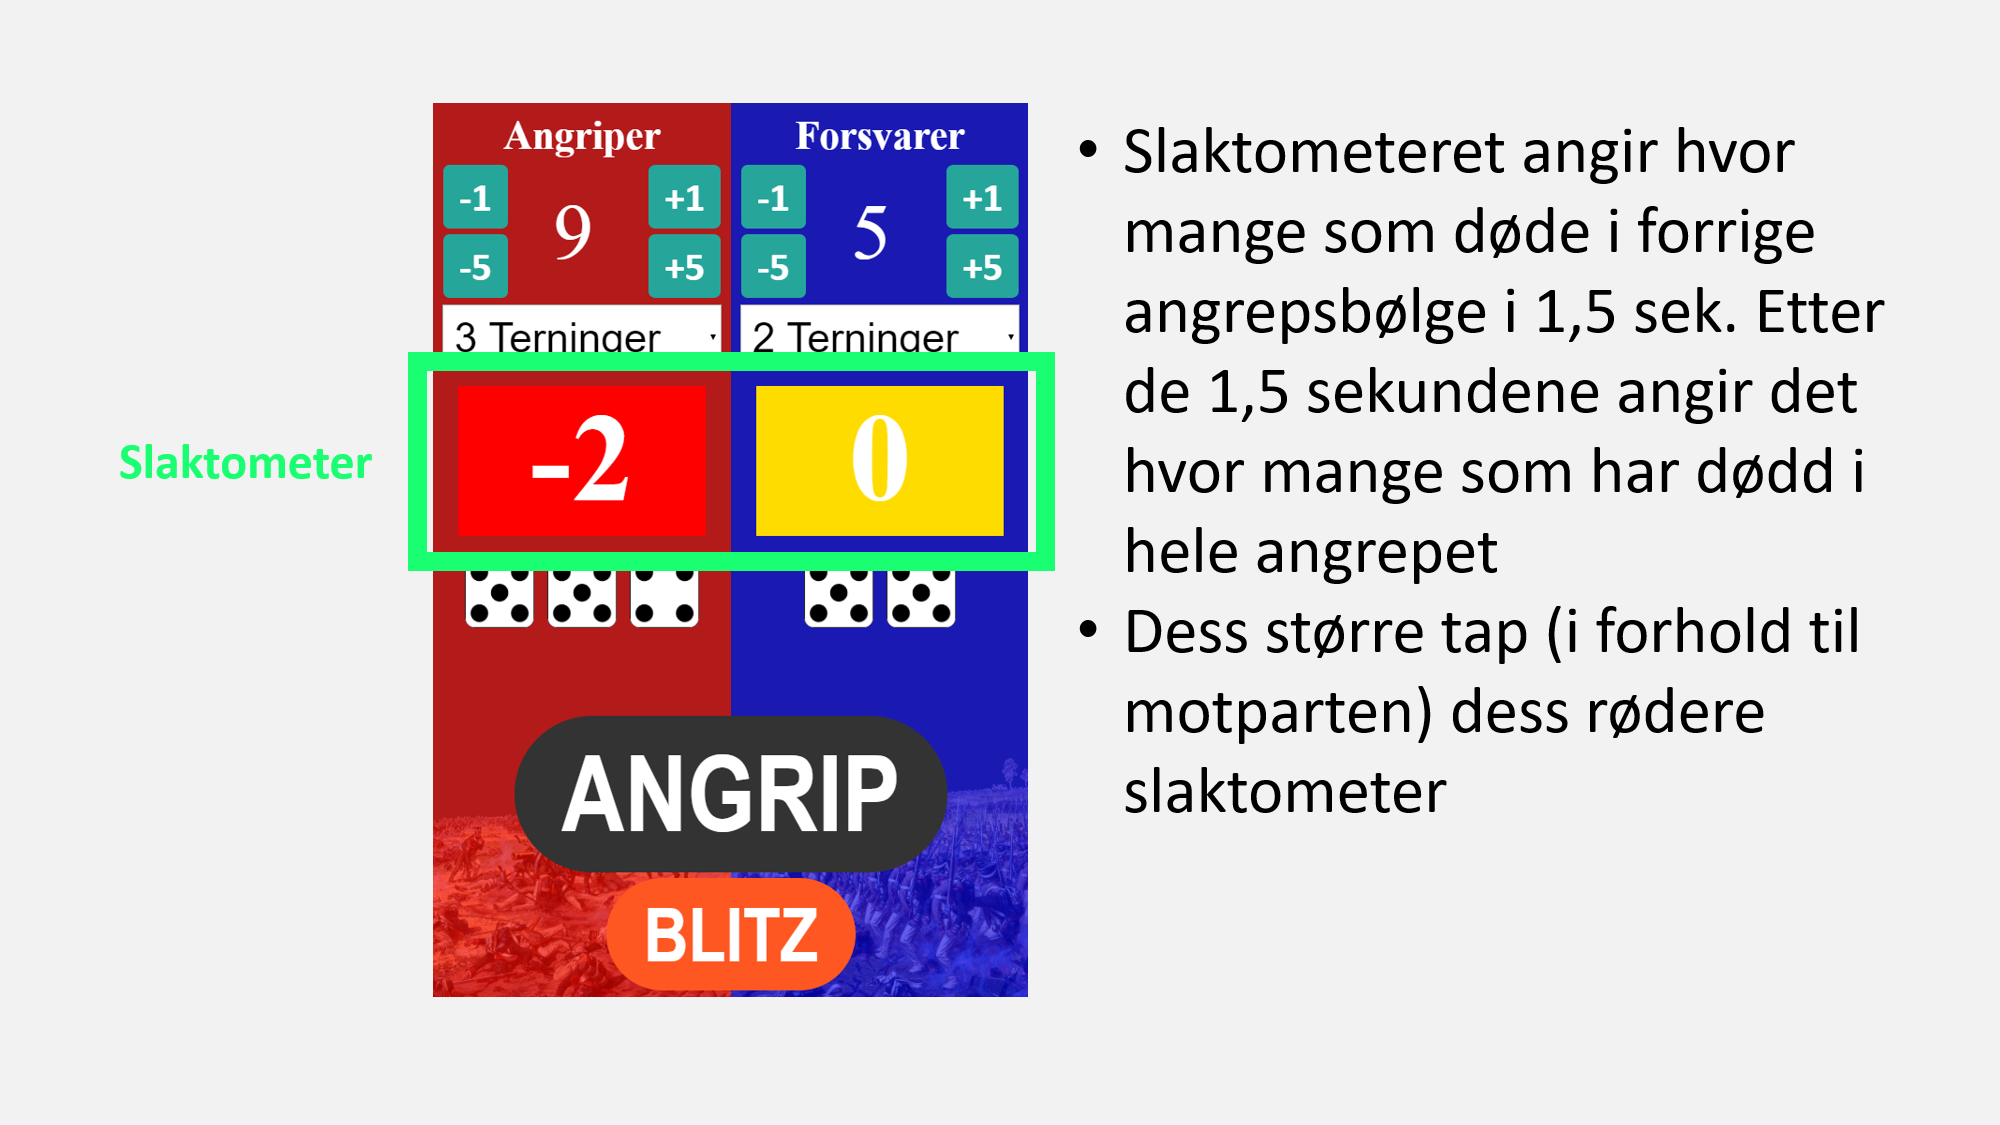 Angriper
Forsvarer
-1
9
+1
-5
+5
-1
5
+1
-5
+5
3 Terninger
2 Terninger
Slaktometer
-2
0
ANGRIP
BLITZ
• Slaktometeret angir hvor
mange som døde i forrige
angrepsbølge i 1,5 sek. Etter
de 1,5 sekundene angir det
hvor mange som har dødd i
hele angrepet
• Dess større tap (i forhold til
motparten) dess rødere
slaktometer